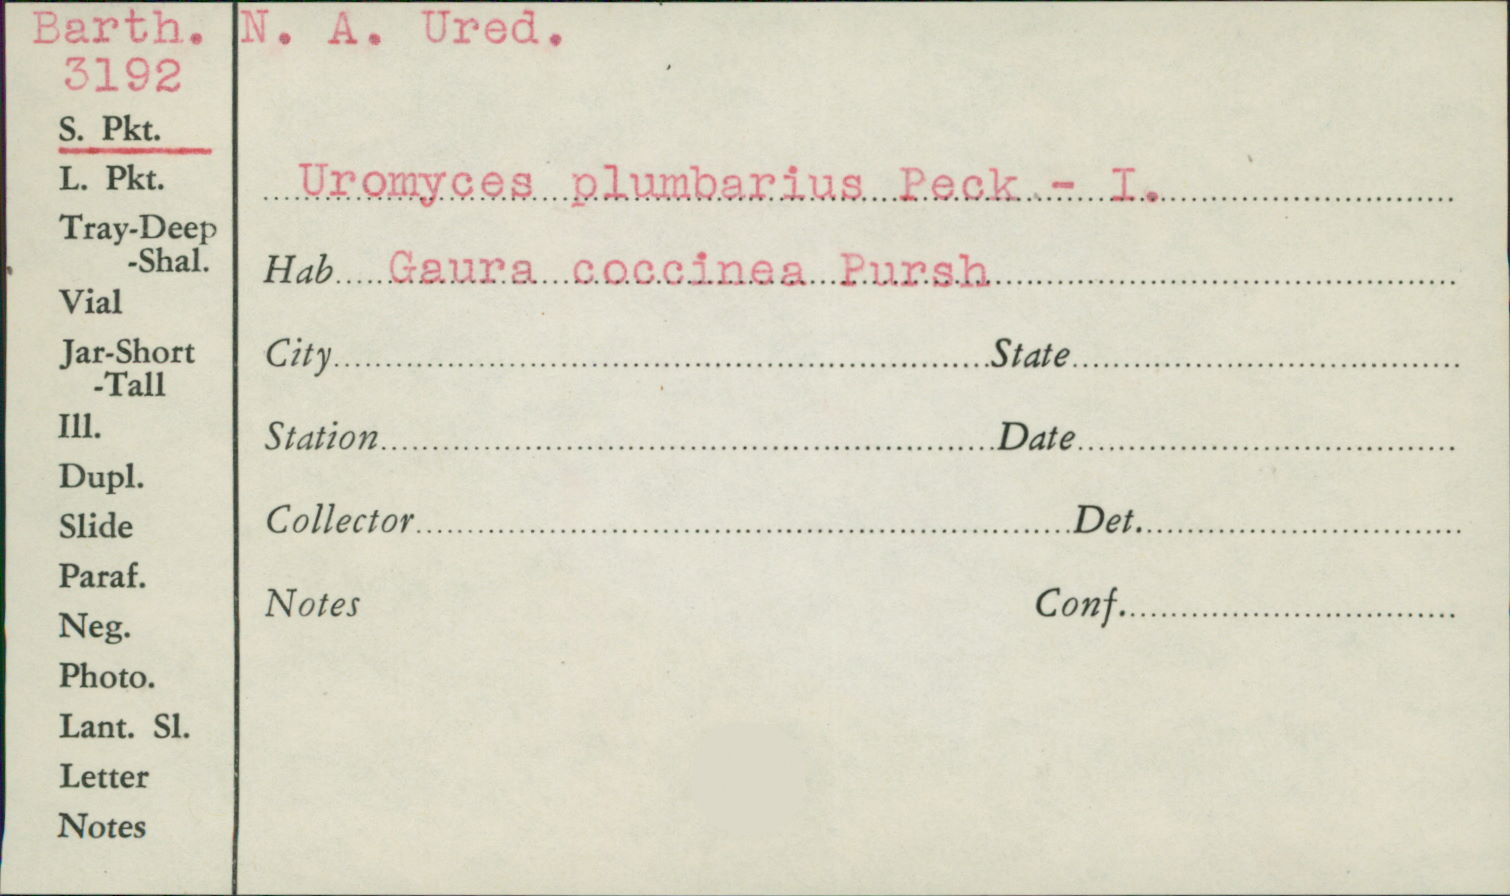 Barth. N. A. Ured.
3192
S. Pkt.
L. Pkt.
Tray-Deep
-Shal.
Vial
Jar-Short
-Tall
Ill.
Dupl.
Slide
Paraf.
Neg.
Photo.
Lant. Sl.
Letter
Notes
Uromyces plumbarius Peck - I.
Hab Gaura coccinea Pursh
City State
Station Date
Collector Det.
Notes Conf.